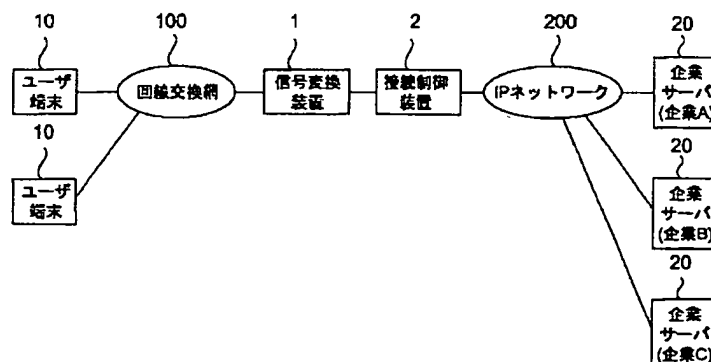 10
100
1
2
200
20
ユーザ
端末
回線交換網
信号変換
装置
接続制御
装置
IPネットワーク
企業
サーバ
(企業A)
10
ユーザ
端末
20
企業
サーバ
(企業B)
20
企業
サーバ
(企業C)